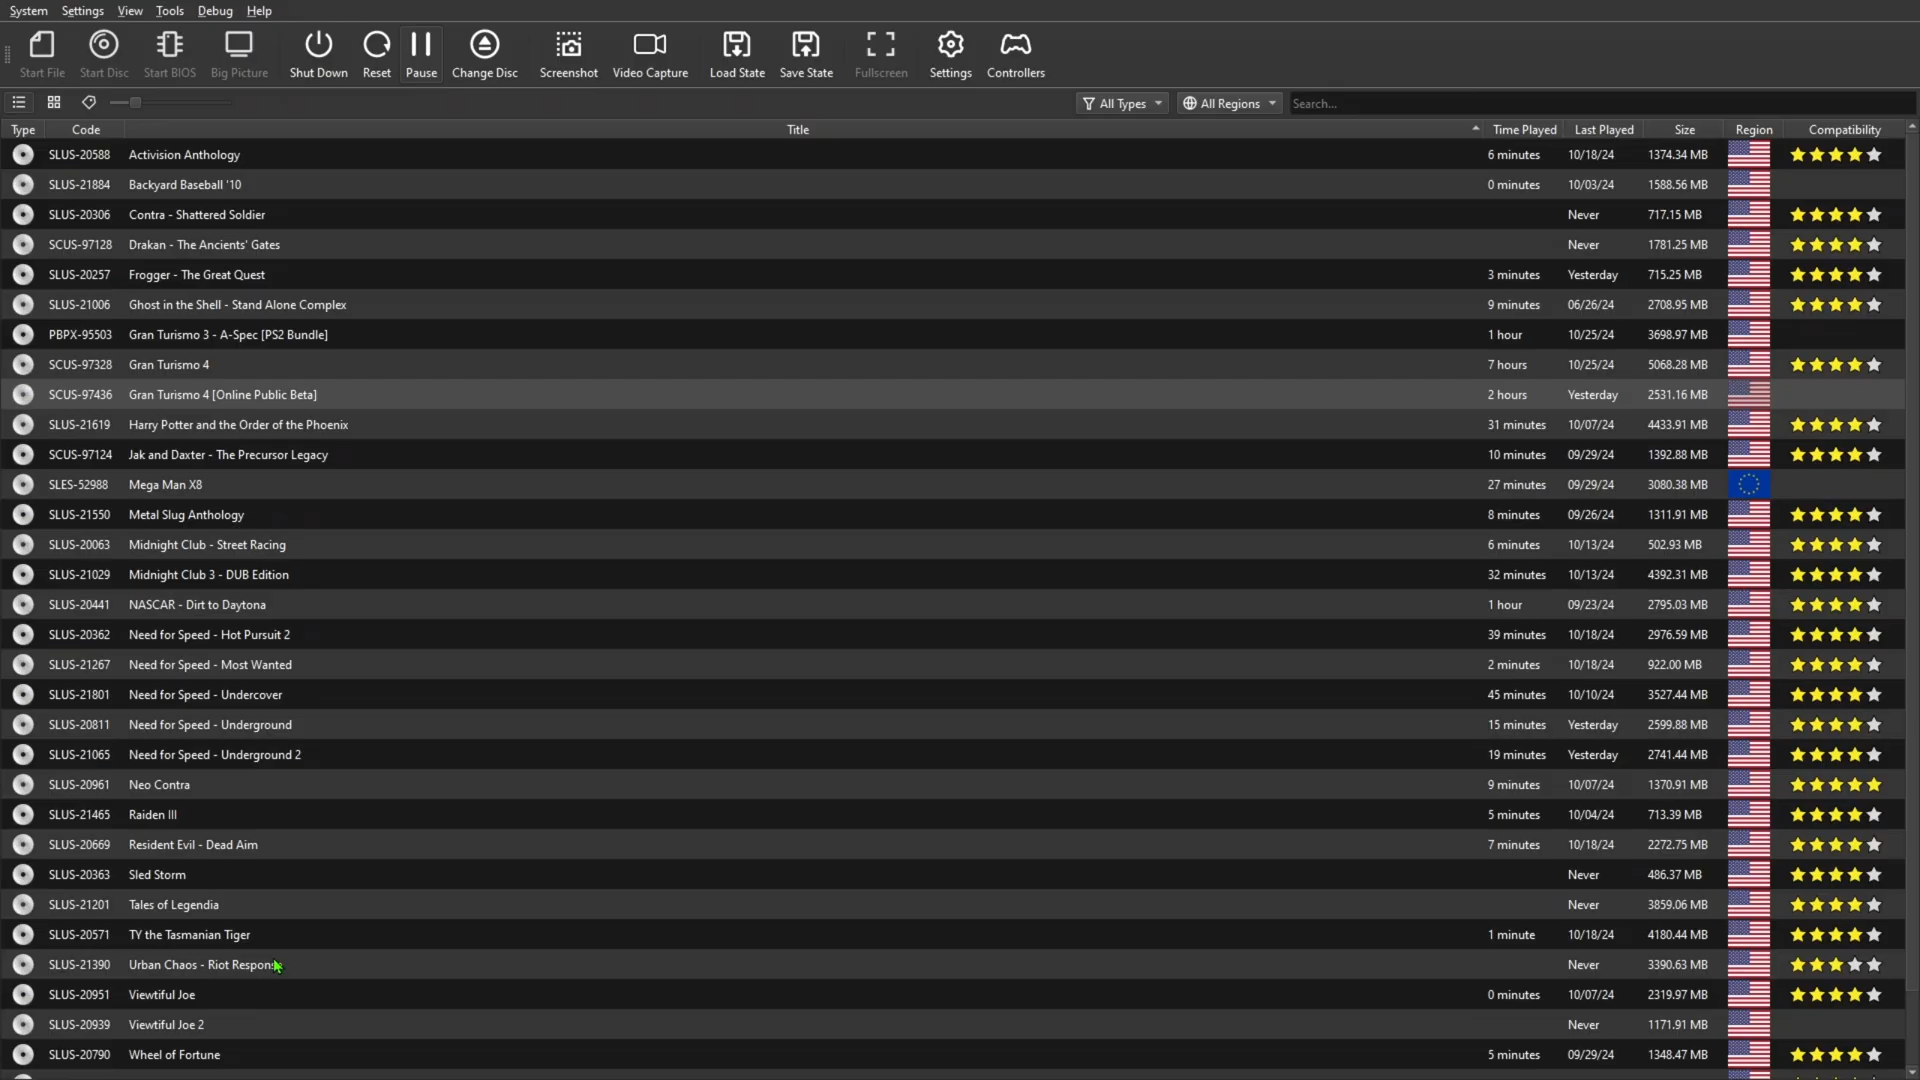 System Settings View Tools Debug Help
Start File Start Disc Start BIOS Big Picture Shut Down Reset Pause Change Disc Screenshot Video Capture Load State Save State Fullscreen Settings Controllers
All Types All Regions Search...
Type Code Title Time Played Last Played Size Region Compatibility
SLUS-20588 Activision Anthology 6 minutes 10/18/24 1374.34 MB
SLUS-21884 Backyard Baseball '10 0 minutes 10/03/24 1588.56 MB
SLUS-20306 Contra - Shattered Soldier Never 717.15 MB
SCUS-97128 Drakan - The Ancients' Gates Never 1781.25 MB
SLUS-20257 Frogger - The Great Quest 3 minutes Yesterday 715.25 MB
SLUS-21006 Ghost in the Shell - Stand Alone Complex 9 minutes 06/26/24 2708.95 MB
PBPX-95503 Gran Turismo 3 - A-Spec [PS2 Bundle] 1 hour 10/25/24 3698.97 MB
SCUS-97328 Gran Turismo 4 7 hours 10/25/24 5068.28 MB
SCUS-97436 Gran Turismo 4 [Online Public Beta] 2 hours Yesterday 2531.16 MB
SLUS-21619 Harry Potter and the Order of the Phoenix 31 minutes 10/07/24 4433.91 MB
SCUS-97124 Jak and Daxter - The Precursor Legacy 10 minutes 09/29/24 1392.88 MB
SLES-52988 Mega Man X8 27 minutes 09/29/24 3080.38 MB
SLUS-21550 Metal Slug Anthology 8 minutes 09/26/24 1311.91 MB
SLUS-20063 Midnight Club - Street Racing 6 minutes 10/13/24 502.93 MB
SLUS-21029 Midnight Club 3 - DUB Edition 32 minutes 10/13/24 4392.31 MB
SLUS-20441 NASCAR - Dirt to Daytona 1 hour 09/23/24 2795.03 MB
SLUS-20362 Need for Speed - Hot Pursuit 2 39 minutes 10/18/24 2976.59 MB
SLUS-21267 Need for Speed - Most Wanted 2 minutes 10/18/24 922.00 MB
SLUS-21801 Need for Speed - Undercover 45 minutes 10/10/24 3527.44 MB
SLUS-20811 Need for Speed - Underground 15 minutes Yesterday 2599.88 MB
SLUS-21065 Need for Speed - Underground 2 19 minutes Yesterday 2741.44 MB
SLUS-20961 Neo Contra 9 minutes 10/07/24 1370.91 MB
SLUS-21465 Raiden III 5 minutes 10/04/24 713.39 MB
SLUS-20669 Resident Evil - Dead Aim 7 minutes 10/18/24 2272.75 MB
SLUS-20363 Sled Storm Never 486.37 MB
SLUS-21201 Tales of Legendia Never 3859.06 MB
SLUS-20571 TY the Tasmanian Tiger 1 minute 10/18/24 4180.44 MB
SLUS-21390 Urban Chaos - Riot Response Never 3390.63 MB
SLUS-20951 Viewtiful Joe 0 minutes 10/07/24 2319.97 MB
SLUS-20939 Viewtiful Joe 2 Never 1171.91 MB
SLUS-20790 Wheel of Fortune 5 minutes 09/29/24 1348.47 MB